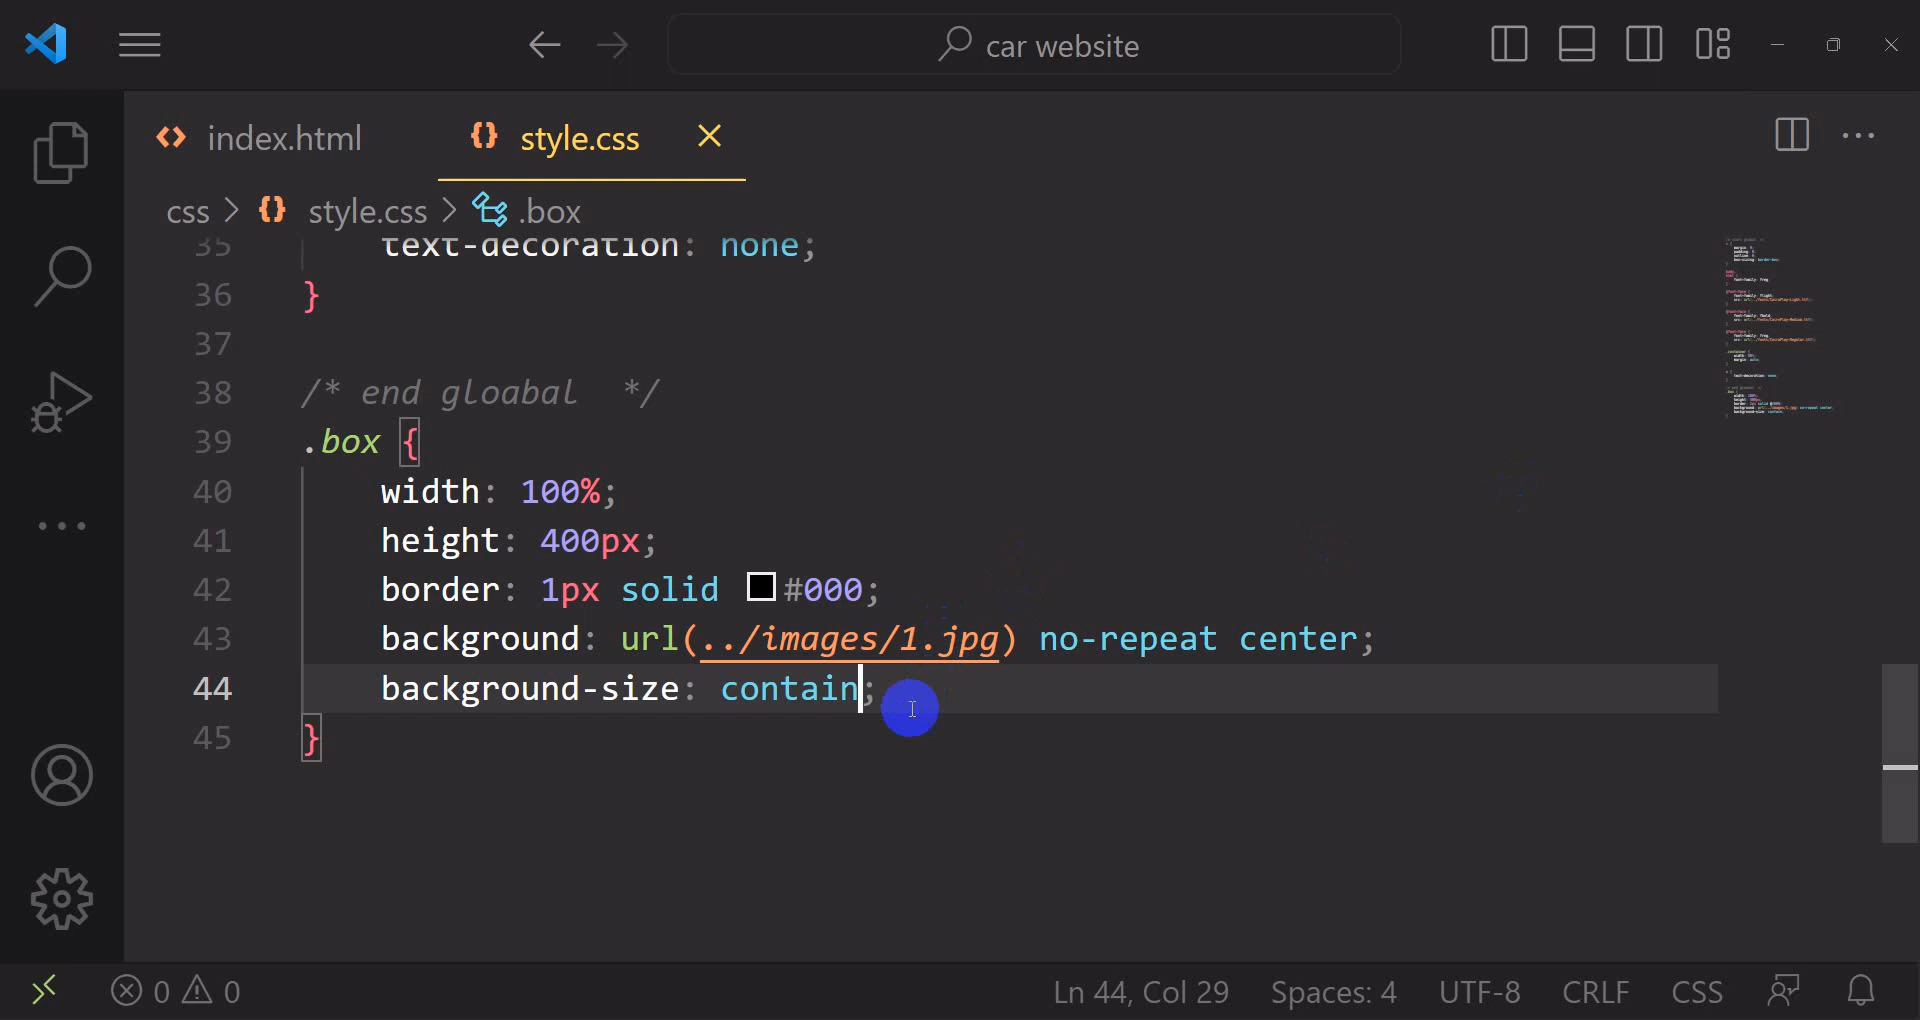 car website
index.html
style.css
css > {} style.css > .box
35 text-decoration: none;
36 }
37
38 /* end gloabal  */
39 .box {
40 width: 100%;
41 height: 400px;
42 border: 1px solid #000;
43 background: url(../images/1.jpg) no-repeat center;
44 background-size: contain;
45 }
0 0 Ln 44, Col 29 Spaces: 4 UTF-8 CRLF CSS